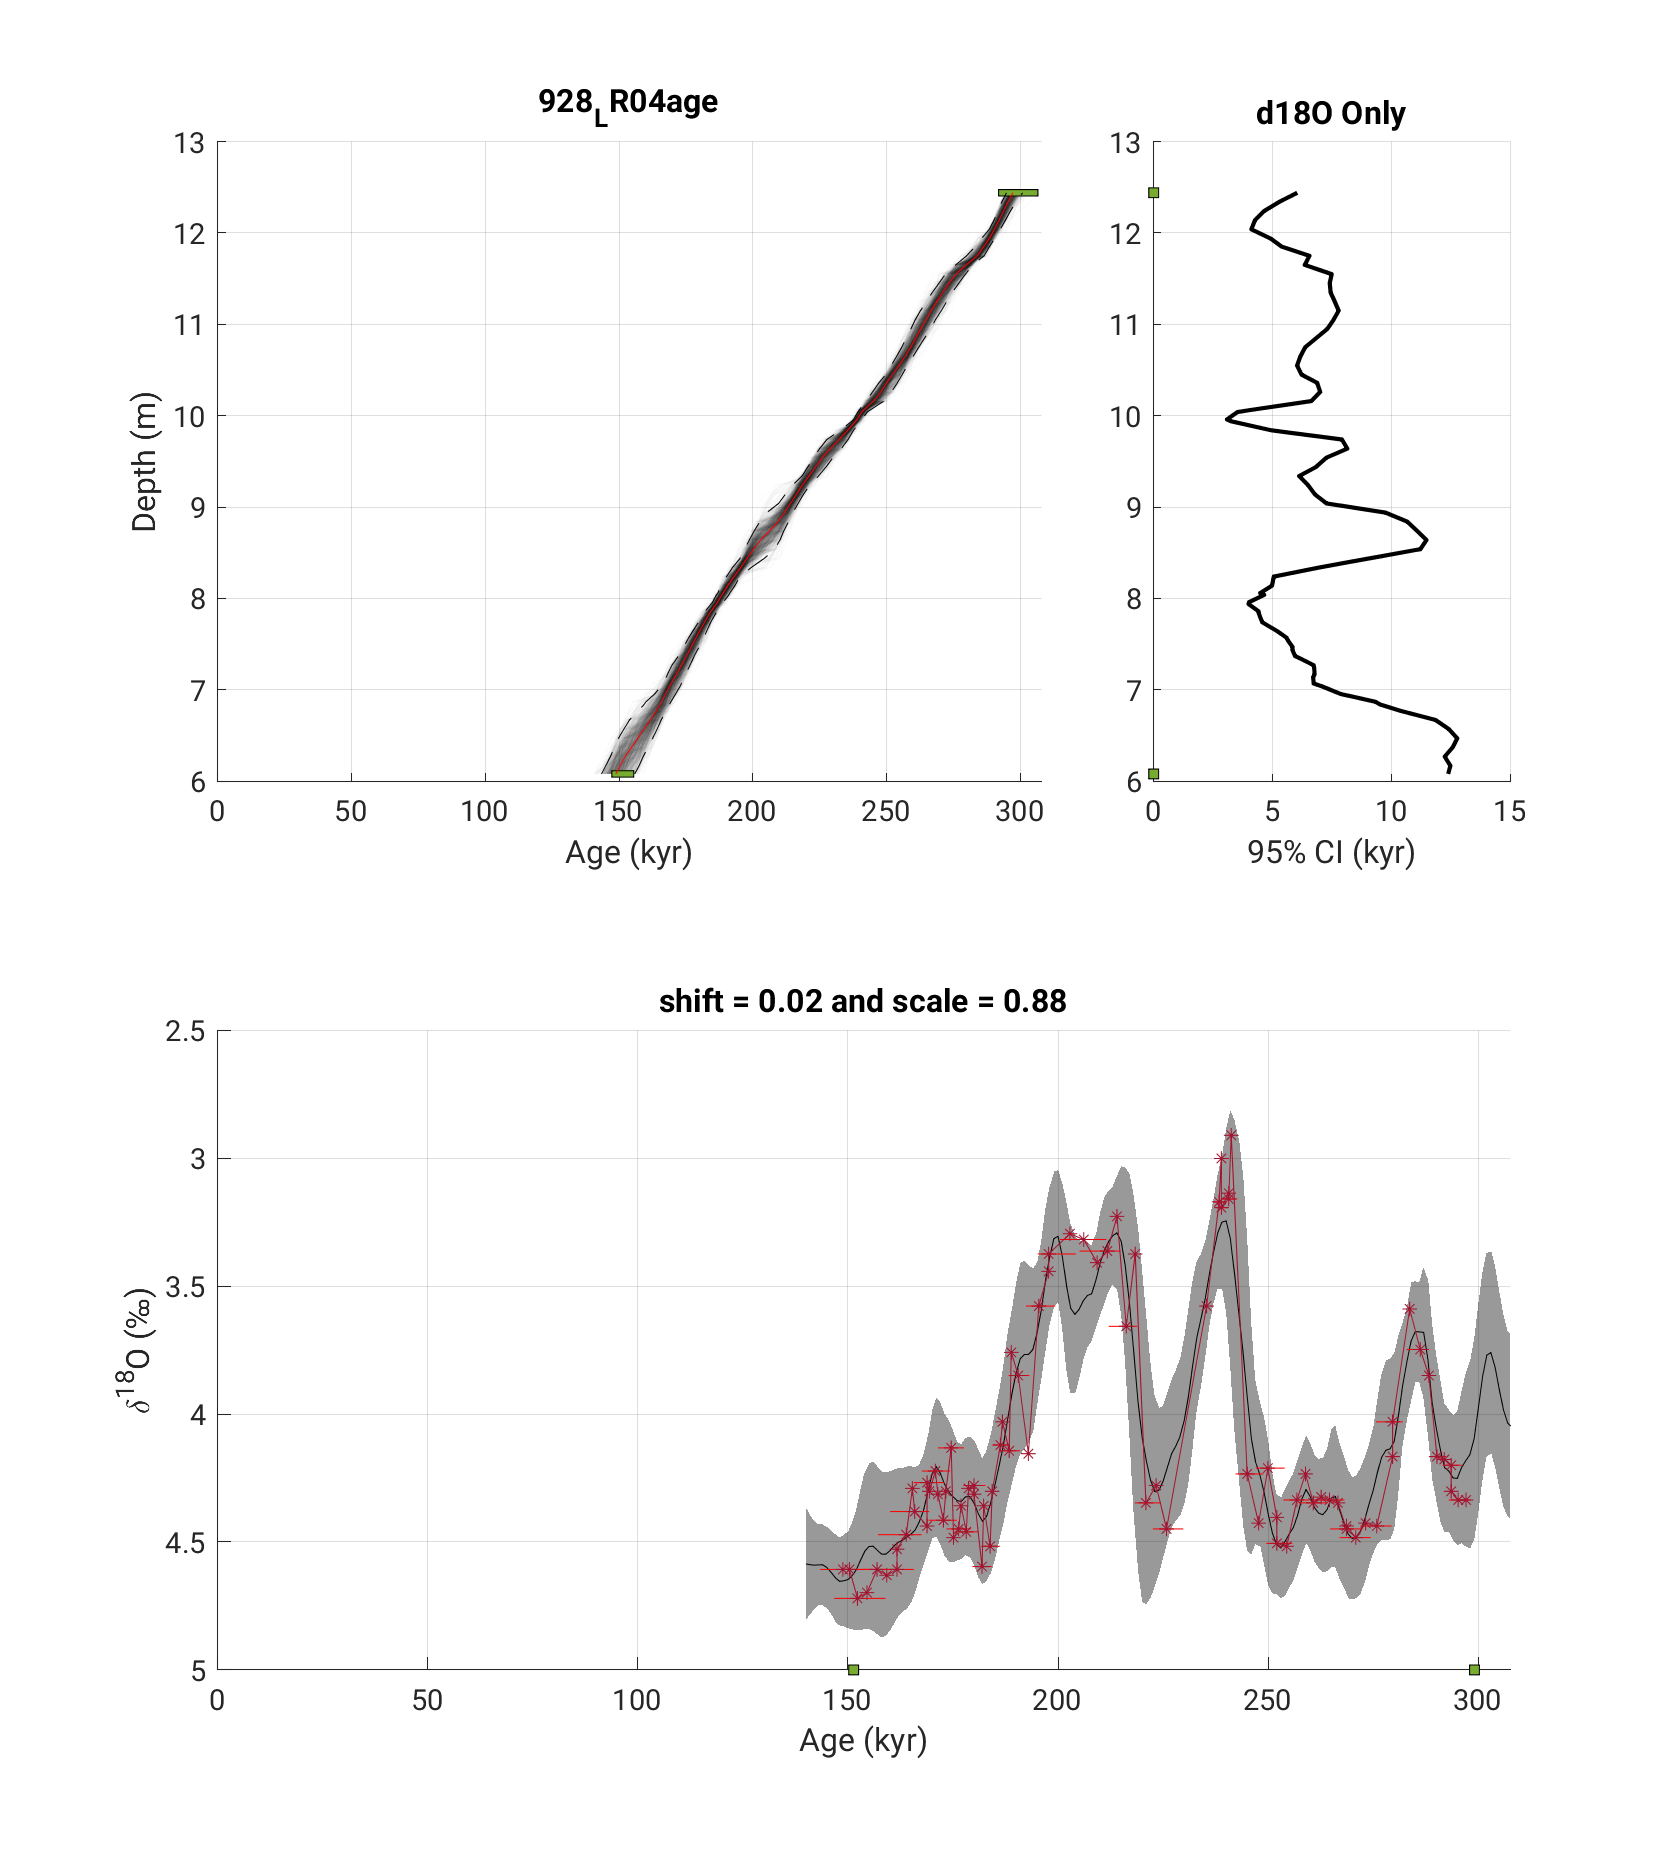 928_LR04age
13
12
11
10
9
8
7
6
Depth (m)
0 50 100 150 200 250 300
Age (kyr)
d18O Only
13
12
11
10
9
8
7
6
0 5 10 15
95% CI (kyr)
shift = 0.02 and scale = 0.88
2.5
3
3.5
4
4.5
5
δ18O (‰)
0 50 100 150 200 250 300
Age (kyr)